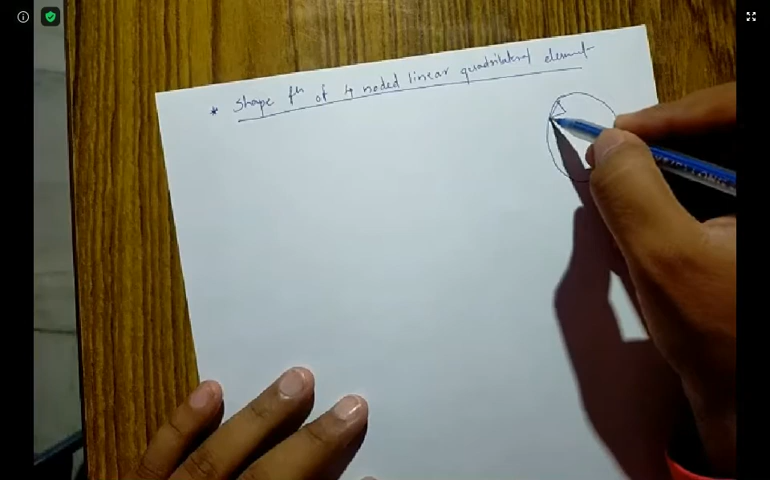 * Shape fⁿ of 4 noded linear quadrilateral element